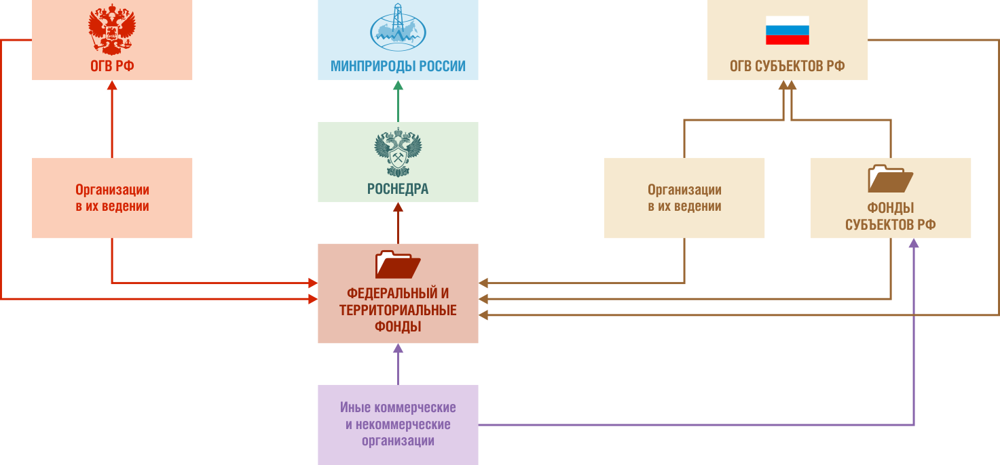 ОГВ РФ
МИНПРИРОДЫ РОССИИ
ОГВ СУБЪЕКТОВ РФ
РОСНЕДРА
Организации
в их ведении
Организации
в их ведении
ФОНДЫ
СУБЪЕКТОВ РФ
ФЕДЕРАЛЬНЫЙ И
ТЕРРИТОРИАЛЬНЫЕ
ФОНДЫ
Иные коммерческие
и некоммерческие
организации